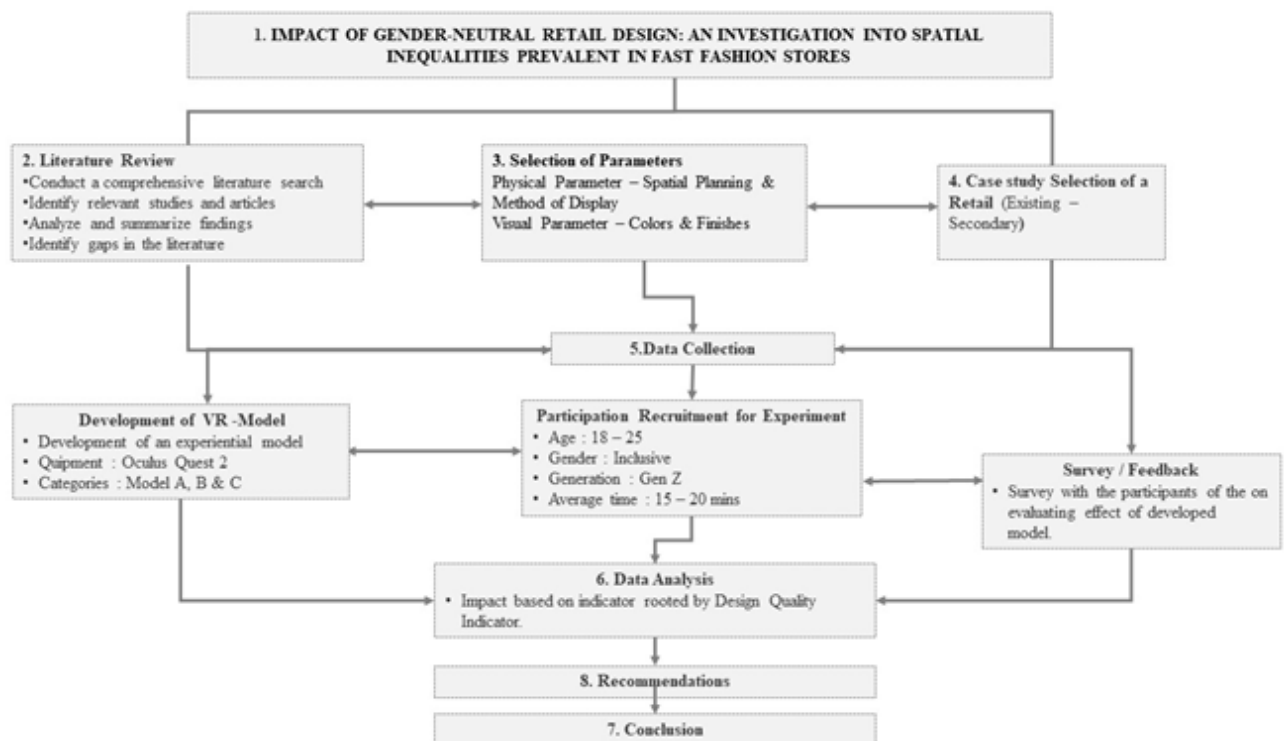 1. IMPACT OF GENDER-NEUTRAL RETAIL DESIGN: AN INVESTIGATION INTO SPATIAL
INEQUALITIES PREVALENT IN FAST FASHION STORES
2. Literature Review
•Conduct a comprehensive literature search
•Identify relevant studies and articles
•Analyze and summarize findings
•Identify gaps in the literature
3. Selection of Parameters
Physical Parameter – Spatial Planning &
Method of Display
Visual Parameter – Colors & Finishes
4. Case study Selection of a
Retail (Existing –
Secondary)
5.Data Collection
Development of VR -Model
• Development of an experiential model
• Quipment : Oculus Quest 2
• Categories : Model A, B & C
Participation Recruitment for Experiment
• Age : 18 – 25
• Gender : Inclusive
• Generation : Gen Z
• Average time : 15 – 20 mins
Survey / Feedback
• Survey with the participants of the on
evaluating effect of developed
model.
6. Data Analysis
• Impact based on indicator rooted by Design Quality
Indicator.
8. Recommendations
7. Conclusion